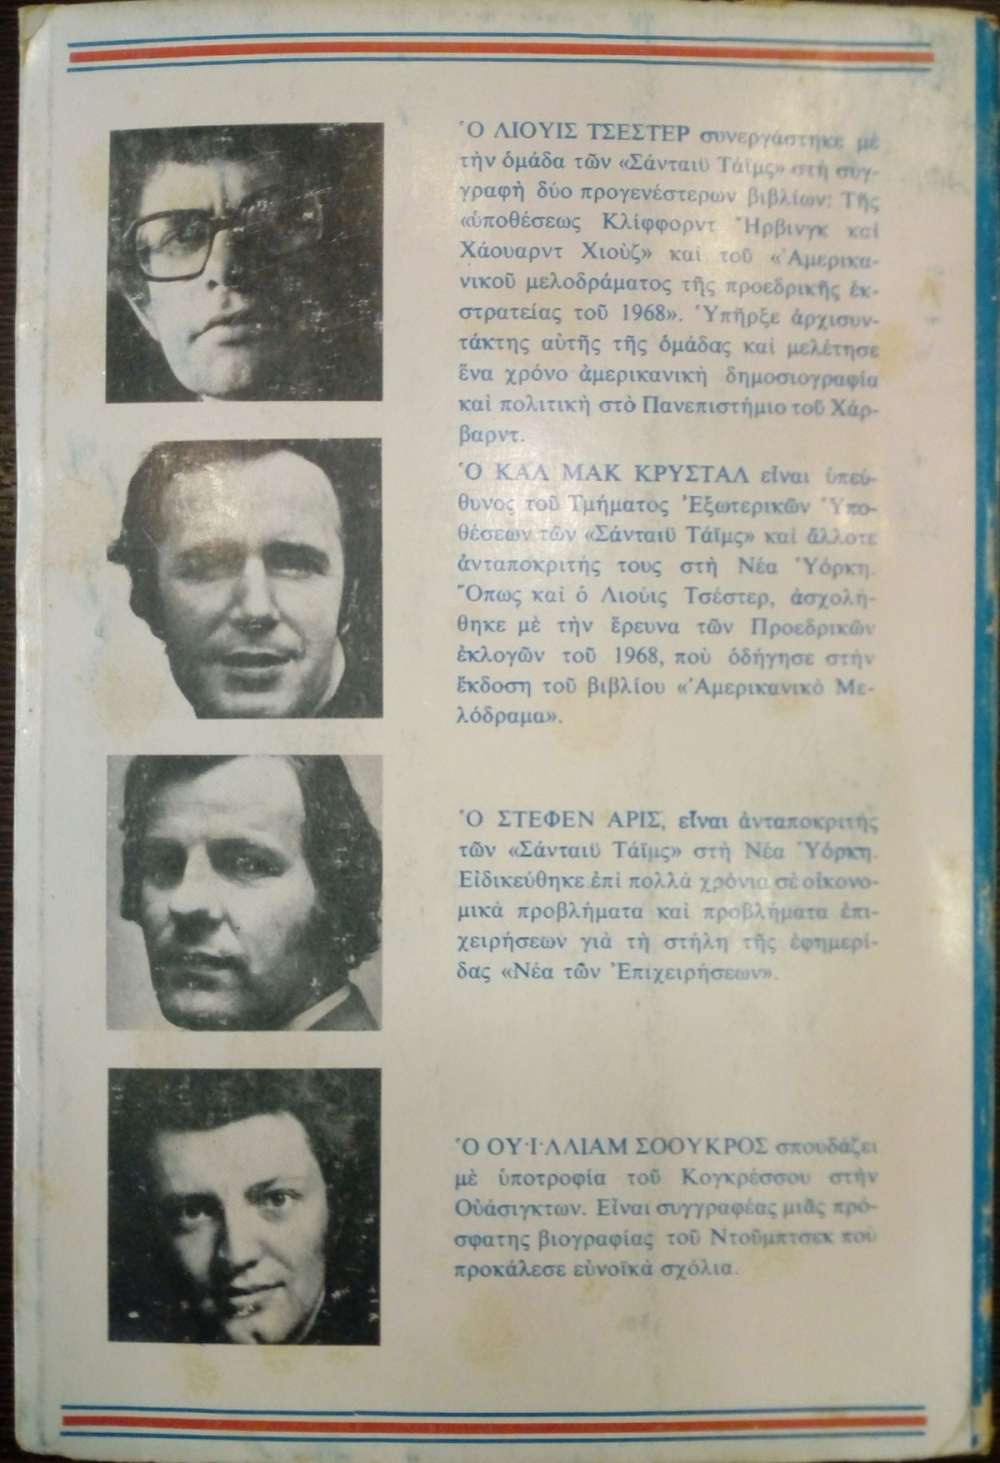 Ὁ ΛΙΟΥΙΣ ΤΣΕΣΤΕΡ συνεργάστηκε μὲ
τὴν ὁμάδα τῶν «Σάνταιϋ Τάϊμς» στὴ συγ-
γραφὴ δύο προγενέστερων βιβλίων: Τῆς
«ὑποθέσεως Κλίφφορντ Ἤρβινγκ καὶ
Χάουαρντ Χιοὺζ» καὶ τοῦ «Ἀμερικα-
νικοῦ μελοδράματος τῆς προεδρικῆς ἐκ-
στρατείας τοῦ 1968». Ὑπῆρξε ἀρχισυν-
τάκτης αὐτῆς τῆς ὁμάδας καὶ μελέτησε
ἕνα χρόνο ἀμερικανικὴ δημοσιογραφία
καὶ πολιτικὴ στὸ Πανεπιστήμιο τοῦ Χάρ-
βαρντ.
Ὁ ΚΑΛ ΜΑΚ ΚΡΥΣΤΑΛ εἶναι ὑπεύ-
θυνος τοῦ Τμήματος Ἐξωτερικῶν Ὑπο-
θέσεων τῶν «Σάνταιϋ Τάϊμς» καὶ ἄλλοτε
ἀνταποκριτής τους στὴ Νέα Ὑόρκη.
Ὅπως καὶ ὁ Λιούις Τσέστερ, ἀσχολή-
θηκε μὲ τὴν ἔρευνα τῶν Προεδρικῶν
ἐκλογῶν τοῦ 1968, ποὺ ὁδήγησε στὴν
ἔκδοση τοῦ βιβλίου «Ἀμερικανικὸ Με-
λόδραμα».
Ὁ ΣΤΕΦΕΝ ΑΡΙΣ, εἶναι ἀνταποκριτὴς
τῶν «Σάνταιϋ Τάϊμς» στὴ Νέα Ὑόρκη.
Εἰδικεύθηκε ἐπὶ πολλὰ χρόνια σὲ οἰκονο-
μικὰ προβλήματα καὶ προβλήματα ἐπι-
χειρήσεων γιὰ τὴ στήλη τῆς ἐφημερί-
δας «Νέα τῶν Ἐπιχειρήσεων».
Ὁ ΟΥ·Ι·ΛΛΙΑΜ ΣΟΟΥΚΡΟΣ σπουδάζει
μὲ ὑποτροφία τοῦ Κογκρέσσου στὴν
Οὐάσιγκτων. Εἶναι συγγραφέας μιᾶς πρό-
σφατης βιογραφίας τοῦ Ντοῦμπτσεκ ποὺ
προκάλεσε εὐνοϊκὰ σχόλια.